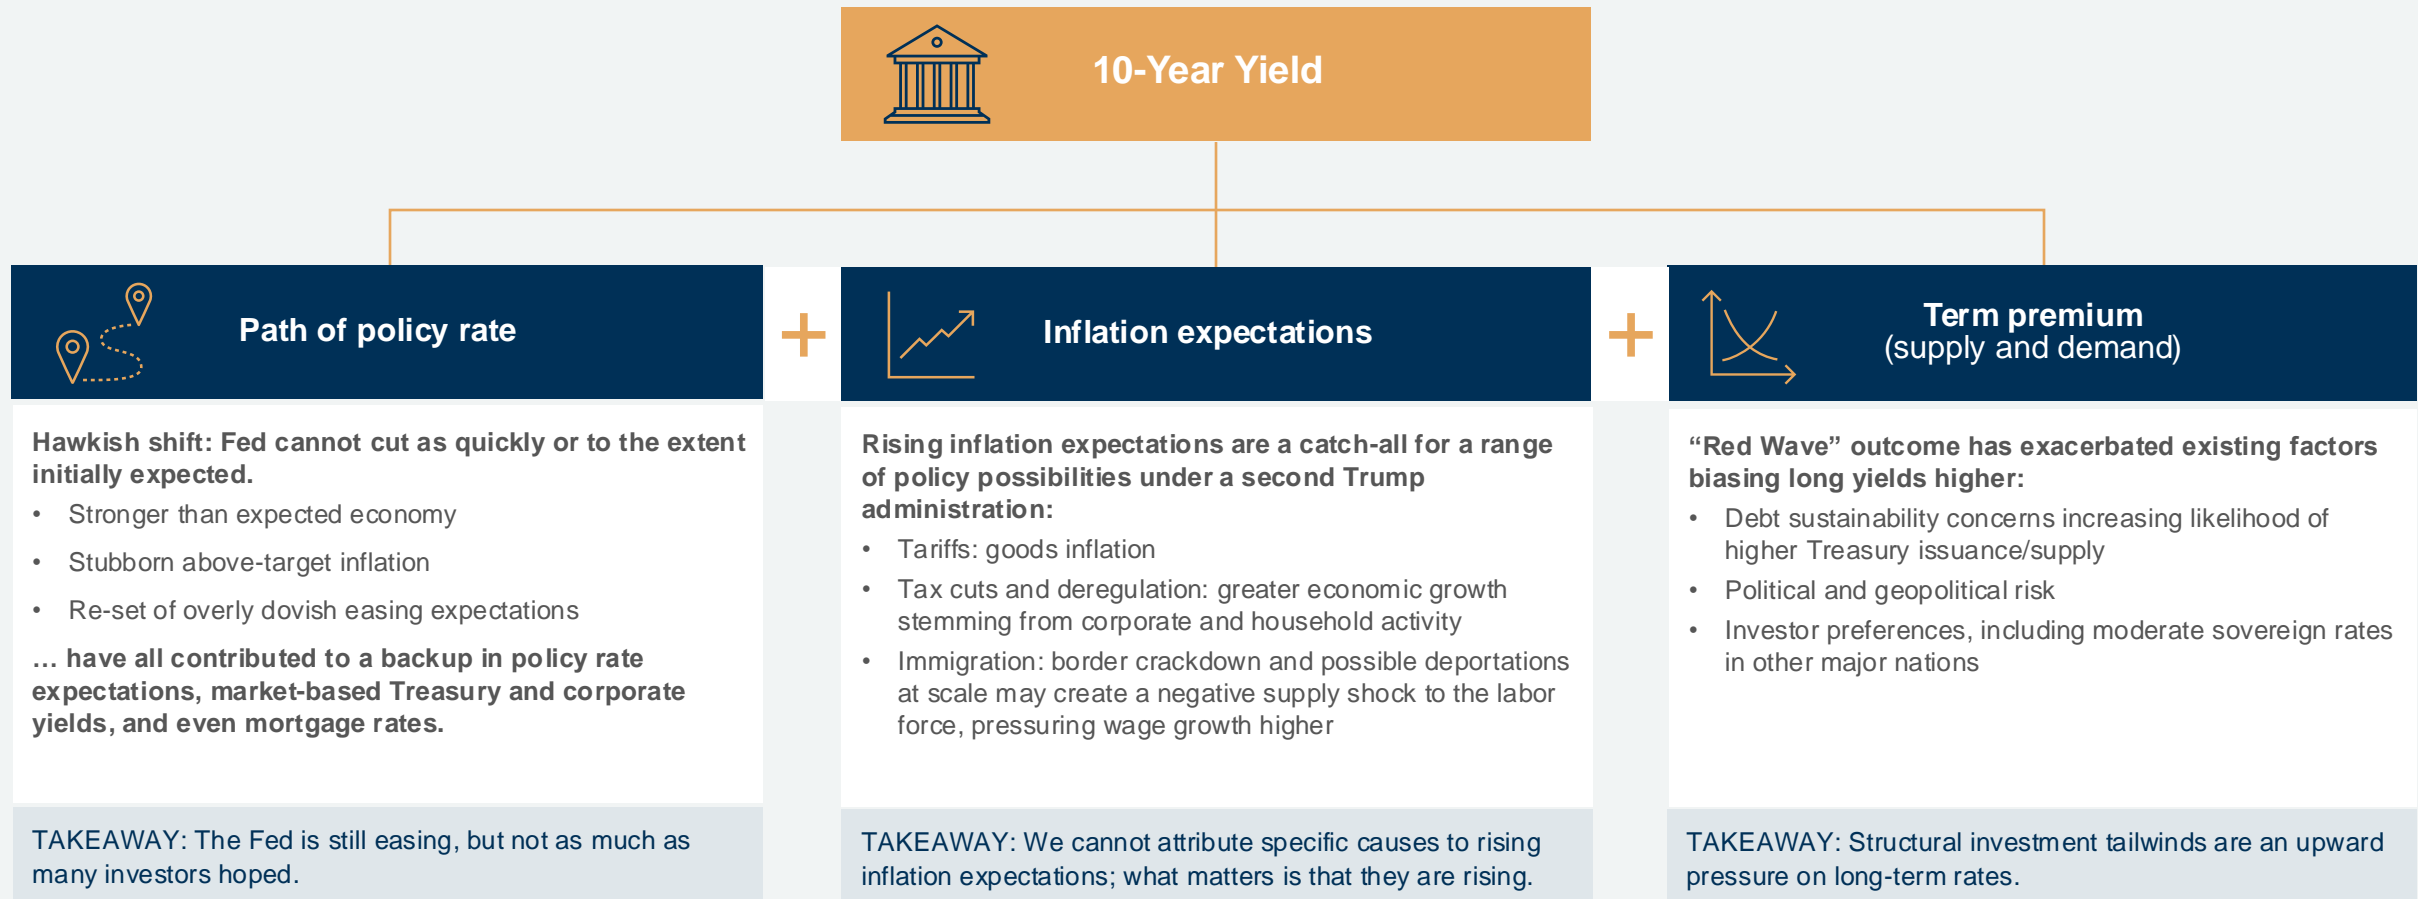 10-Year Yield
Path of policy rate
+
Inflation expectations
+
Term premium
(supply and demand)
Hawkish shift: Fed cannot cut as quickly or to the extent
initially expected.
• Stronger than expected economy
• Stubborn above-target inflation
• Re-set of overly dovish easing expectations
… have all contributed to a backup in policy rate
expectations, market-based Treasury and corporate
yields, and even mortgage rates.
TAKEAWAY: The Fed is still easing, but not as much as
many investors hoped.
Rising inflation expectations are a catch-all for a range
of policy possibilities under a second Trump
administration:
• Tariffs: goods inflation
• Tax cuts and deregulation: greater economic growth
stemming from corporate and household activity
• Immigration: border crackdown and possible deportations
at scale may create a negative supply shock to the labor
force, pressuring wage growth higher
TAKEAWAY: We cannot attribute specific causes to rising
inflation expectations; what matters is that they are rising.
“Red Wave” outcome has exacerbated existing factors
biasing long yields higher:
• Debt sustainability concerns increasing likelihood of
higher Treasury issuance/supply
• Political and geopolitical risk
• Investor preferences, including moderate sovereign rates
in other major nations
TAKEAWAY: Structural investment tailwinds are an upward
pressure on long-term rates.